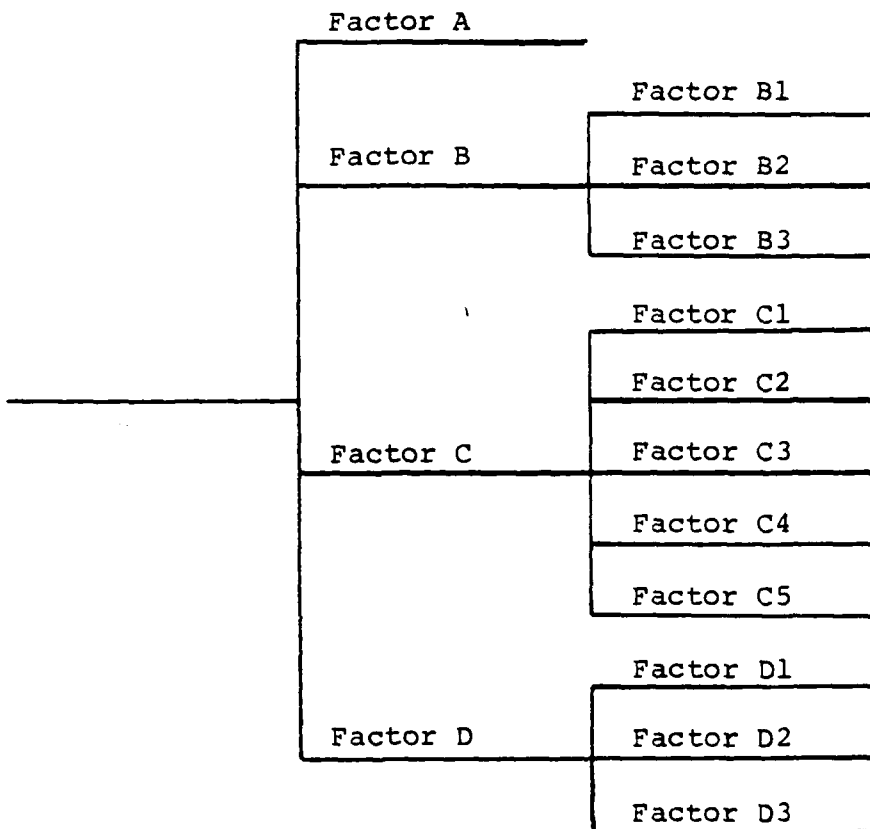 Factor A
Factor B
Factor B1
Factor B2
Factor B3
Factor C
Factor C1
Factor C2
Factor C3
Factor C4
Factor C5
Factor D
Factor D1
Factor D2
Factor D3